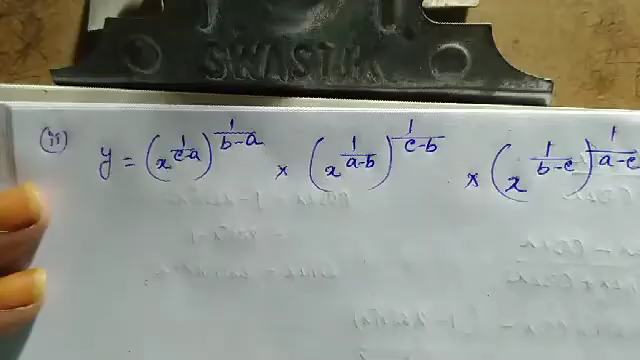 SWASTIK
(ii) y = (x^{1/(c-a)})^{1/(b-a)} × (x^{1/(a-b)})^{1/(c-b)} × (x^{1/(b-c)})^{1/(a-c)}